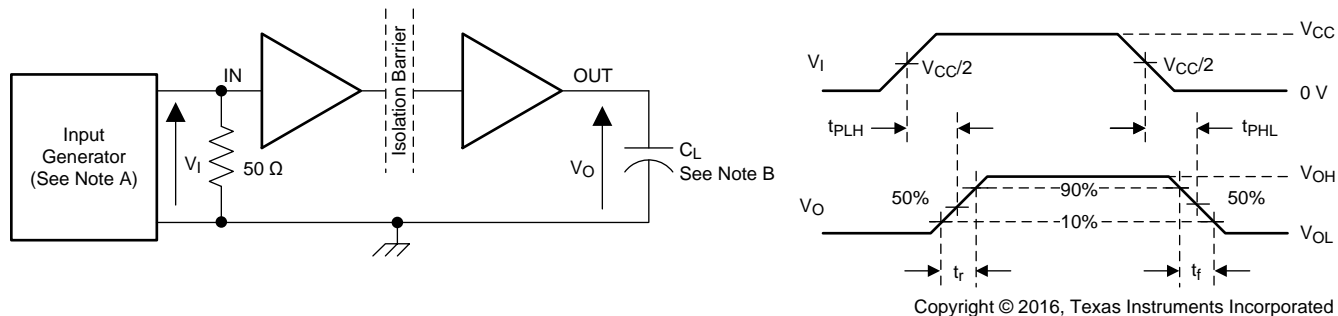 Input
Generator
(See Note A)
IN
V_I
50 Ω
Isolation Barrier
OUT
V_O
C_L
See Note B
V_I
V_CC/2
V_CC/2
V_CC
0 V
t_PLH
t_PHL
V_O
50%
90%
10%
50%
V_OH
V_OL
t_r
t_f
Copyright © 2016, Texas Instruments Incorporated